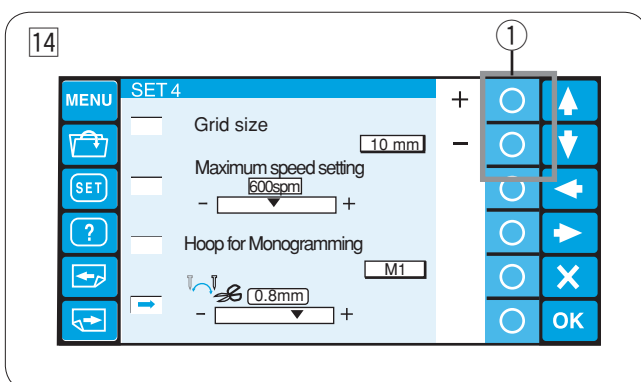 14
1
MENU SET 4 +
Grid size
10 mm −
Maximum speed setting
SET 600spm
− +
? Hoop for Monogramming
M1 X
0.8mm
− + OK